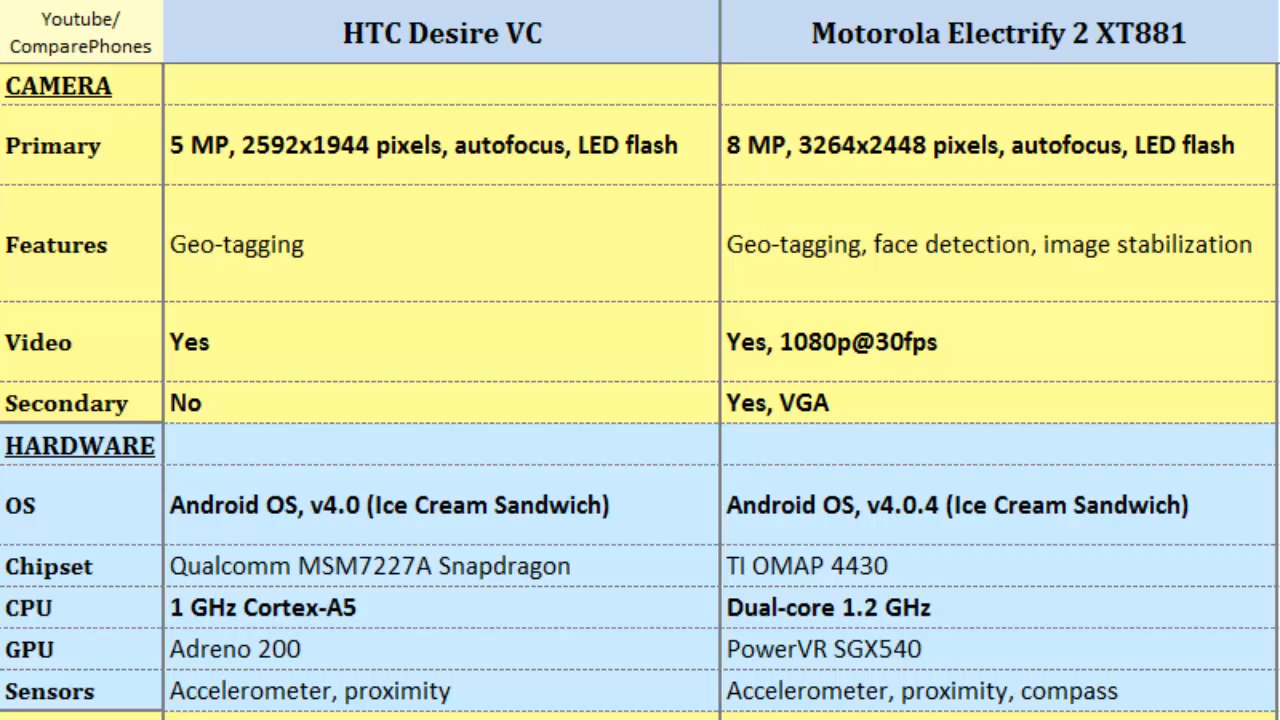 Youtube/
ComparePhones
HTC Desire VC
Motorola Electrify 2 XT881
CAMERA
Primary
5 MP, 2592x1944 pixels, autofocus, LED flash
8 MP, 3264x2448 pixels, autofocus, LED flash
Features
Geo-tagging
Geo-tagging, face detection, image stabilization
Video
Yes
Yes, 1080p@30fps
Secondary
No
Yes, VGA
HARDWARE
OS
Android OS, v4.0 (Ice Cream Sandwich)
Android OS, v4.0.4 (Ice Cream Sandwich)
Chipset
Qualcomm MSM7227A Snapdragon
TI OMAP 4430
CPU
1 GHz Cortex-A5
Dual-core 1.2 GHz
GPU
Adreno 200
PowerVR SGX540
Sensors
Accelerometer, proximity
Accelerometer, proximity, compass